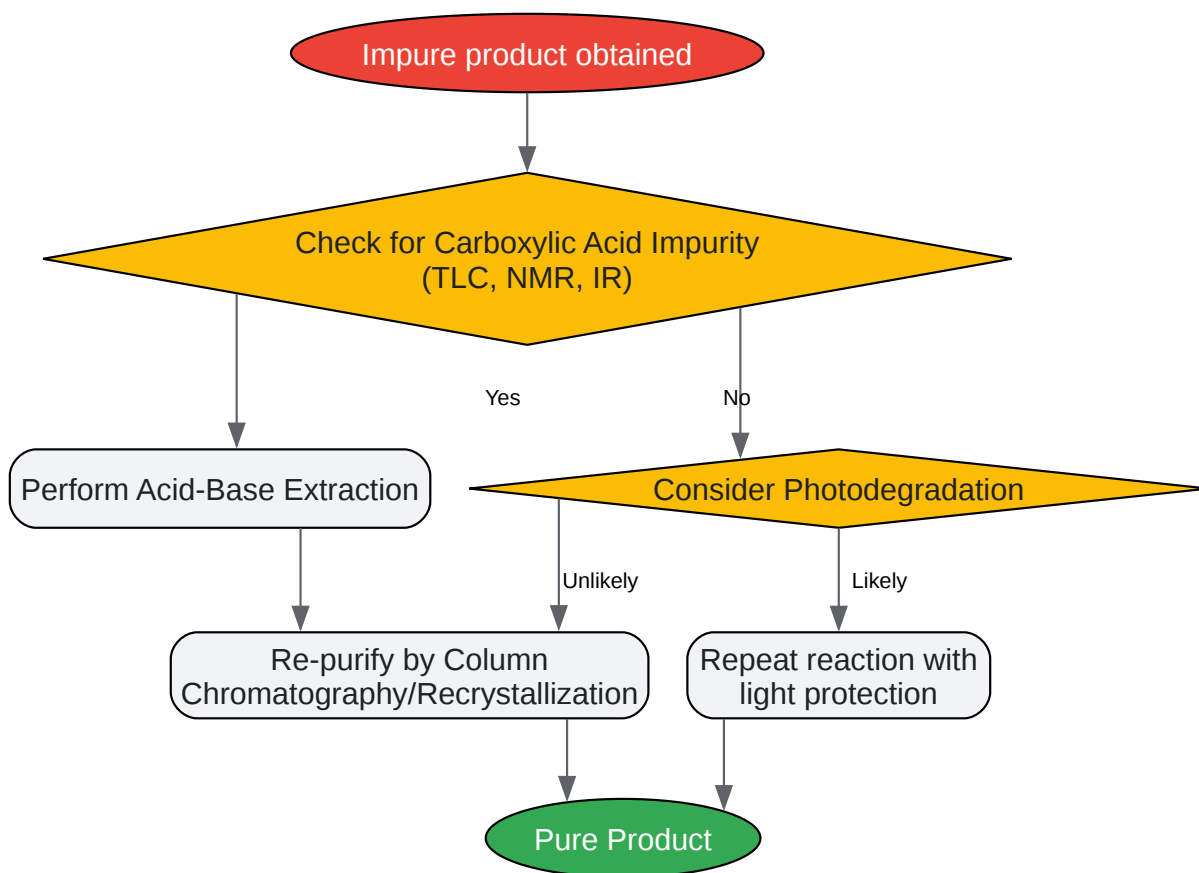 Impure product obtained
Check for Carboxylic Acid Impurity
(TLC, NMR, IR)
Yes
No
Perform Acid-Base Extraction
Consider Photodegradation
Unlikely
Likely
Re-purify by Column
Chromatography/Recrystallization
Repeat reaction with
light protection
Pure Product